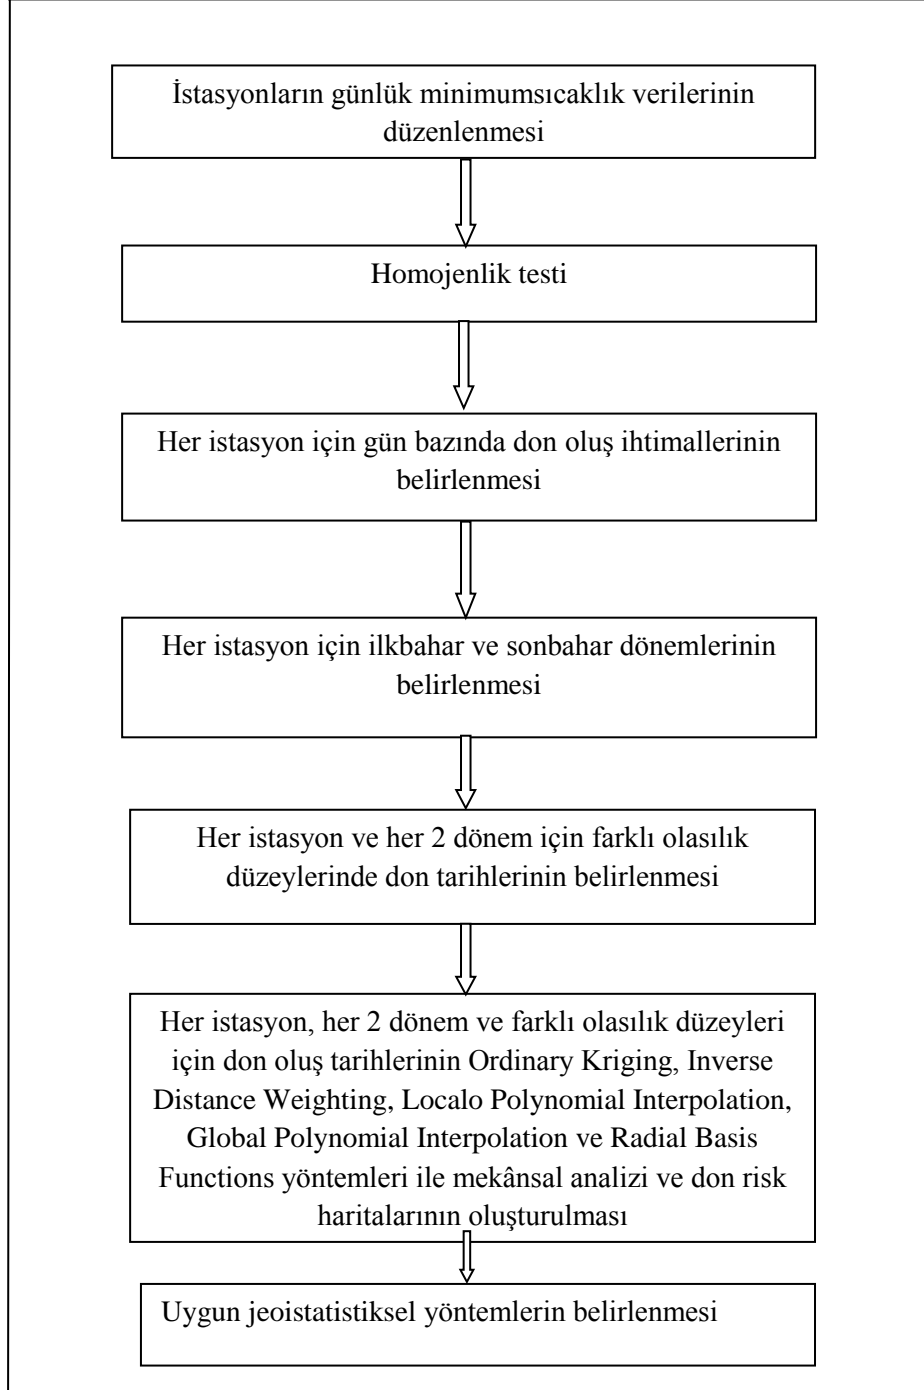 İstasyonların günlük minimumsıcaklık verilerinin
düzenlenmesi
Homojenlik testi
Her istasyon için gün bazında don oluş ihtimallerinin
belirlenmesi
Her istasyon için ilkbahar ve sonbahar dönemlerinin
belirlenmesi
Her istasyon ve her 2 dönem için farklı olasılık
düzeylerinde don tarihlerinin belirlenmesi
Her istasyon, her 2 dönem ve farklı olasılık düzeyleri
için don oluş tarihlerinin Ordinary Kriging, Inverse
Distance Weighting, Localo Polynomial Interpolation,
Global Polynomial Interpolation ve Radial Basis
Functions yöntemleri ile mekânsal analizi ve don risk
haritalarının oluşturulması
Uygun jeoistatistiksel yöntemlerin belirlenmesi